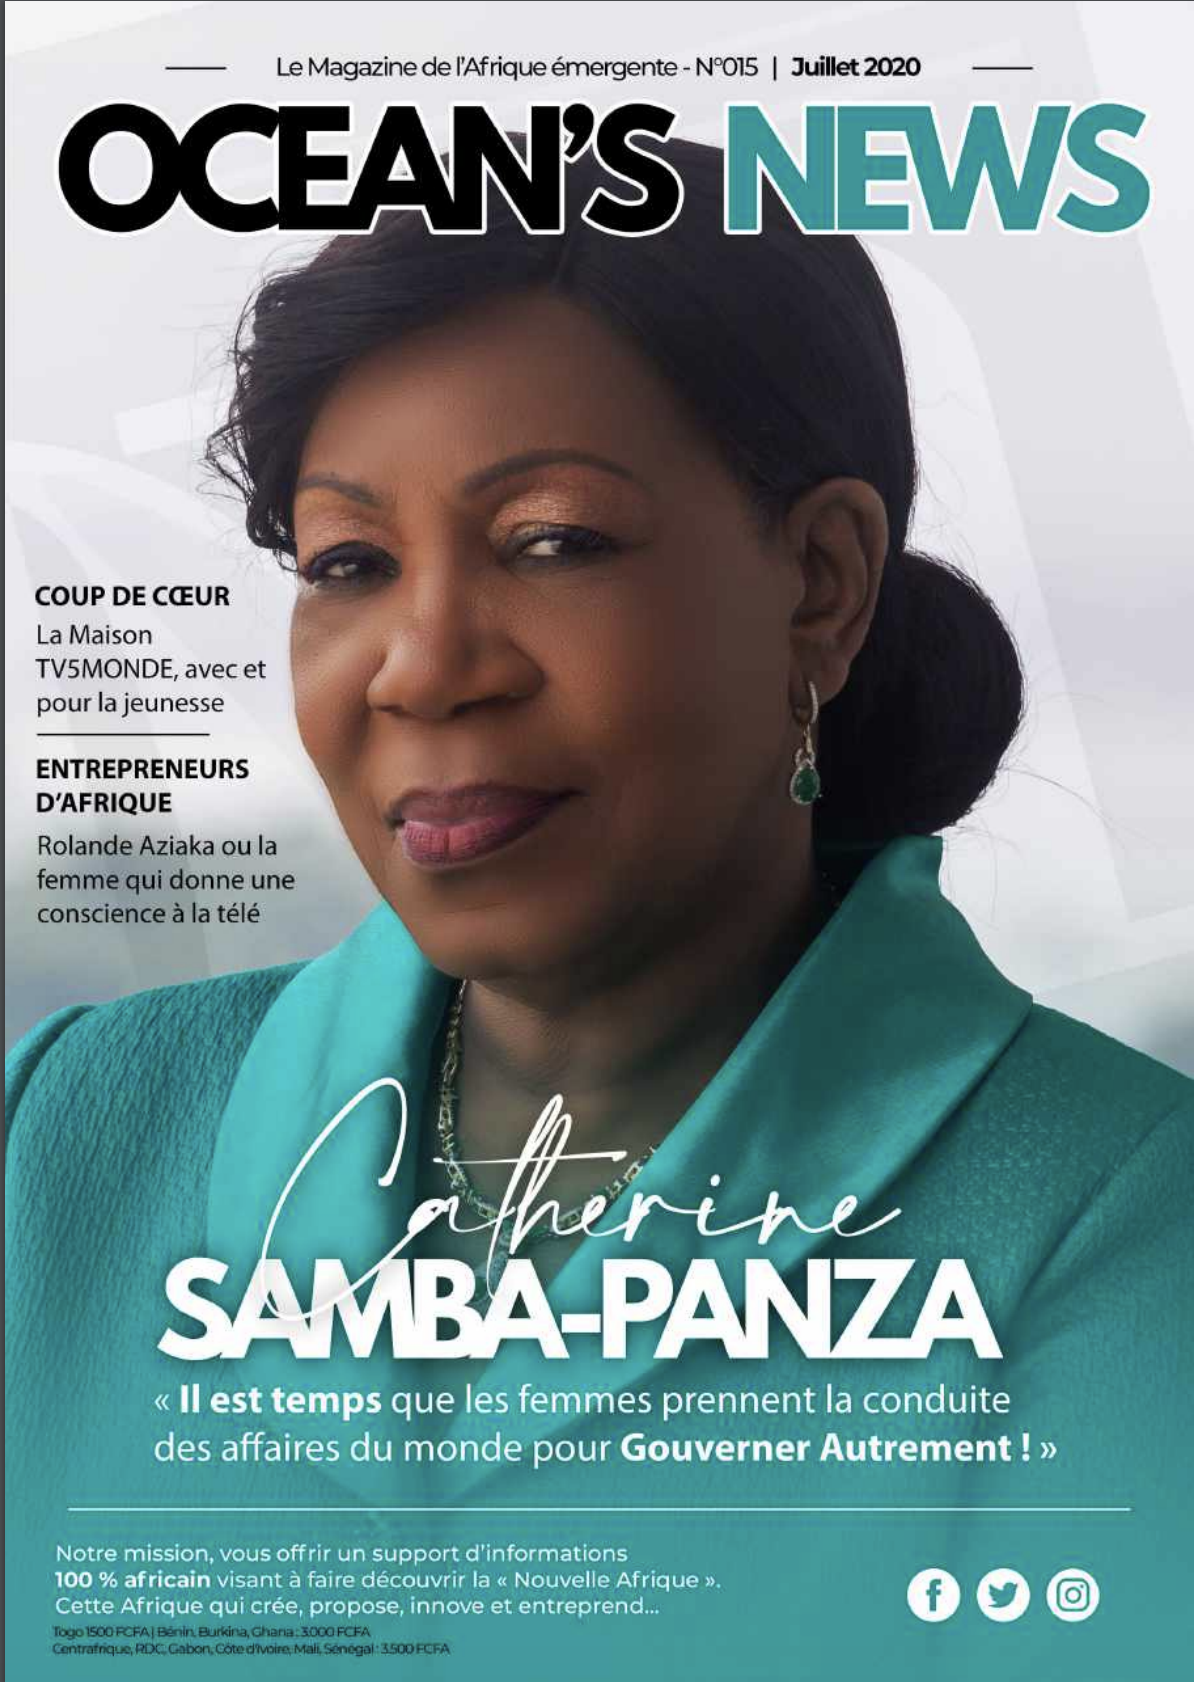 Le Magazine de l'Afrique émergente - N°015 | Juillet 2020
OCEAN'S NEWS
COUP DE CŒUR
La Maison
TV5MONDE, avec et
pour la jeunesse
ENTREPRENEURS
D'AFRIQUE
Rolande Aziaka ou la
femme qui donne une
conscience à la télé
Catherine
SAMBA-PANZA
« Il est temps que les femmes prennent la conduite
des affaires du monde pour Gouverner Autrement ! »
Notre mission, vous offrir un support d'informations
100 % africain visant à faire découvrir la « Nouvelle Afrique ».
Cette Afrique qui crée, propose, innove et entreprend...
Togo 1500 FCFA | Bénin, Burkina, Ghana : 3.000 FCFA
Centrafrique, RDC, Gabon, Côte d'Ivoire, Mali, Sénégal : 3.500 FCFA